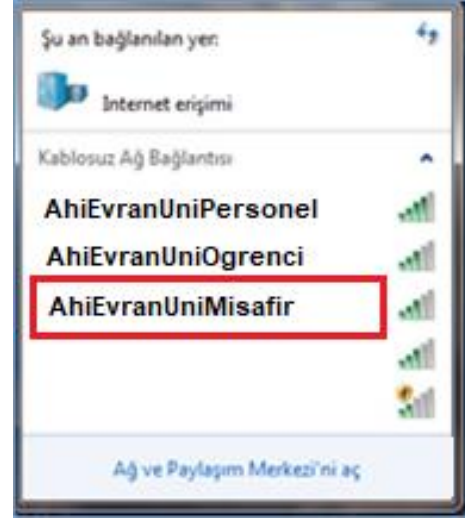 Şu an bağlanılan yer:
Internet erişimi
Kablosuz Ağ Bağlantısı
AhiEvranUniPersonel
AhiEvranUniOgrenci
AhiEvranUniMisafir
Ağ ve Paylaşım Merkezi'ni aç